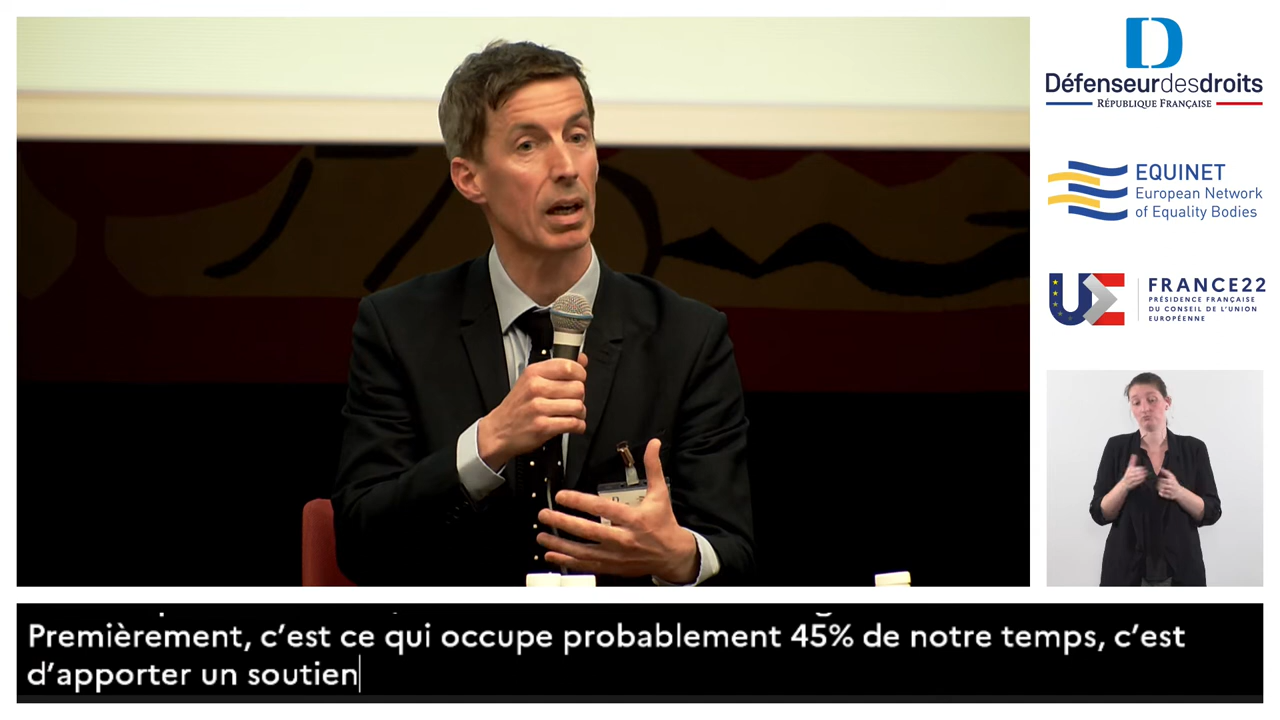 Défenseurdesdroits
RÉPUBLIQUE FRANÇAISE
EQUINET
European Network
of Equality Bodies
UE
FRANCE22
PRÉSIDENCE FRANÇAISE
DU CONSEIL DE L'UNION
EUROPÉENNE
Premièrement, c'est ce qui occupe probablement 45% de notre temps, c'est
d'apporter un soutien